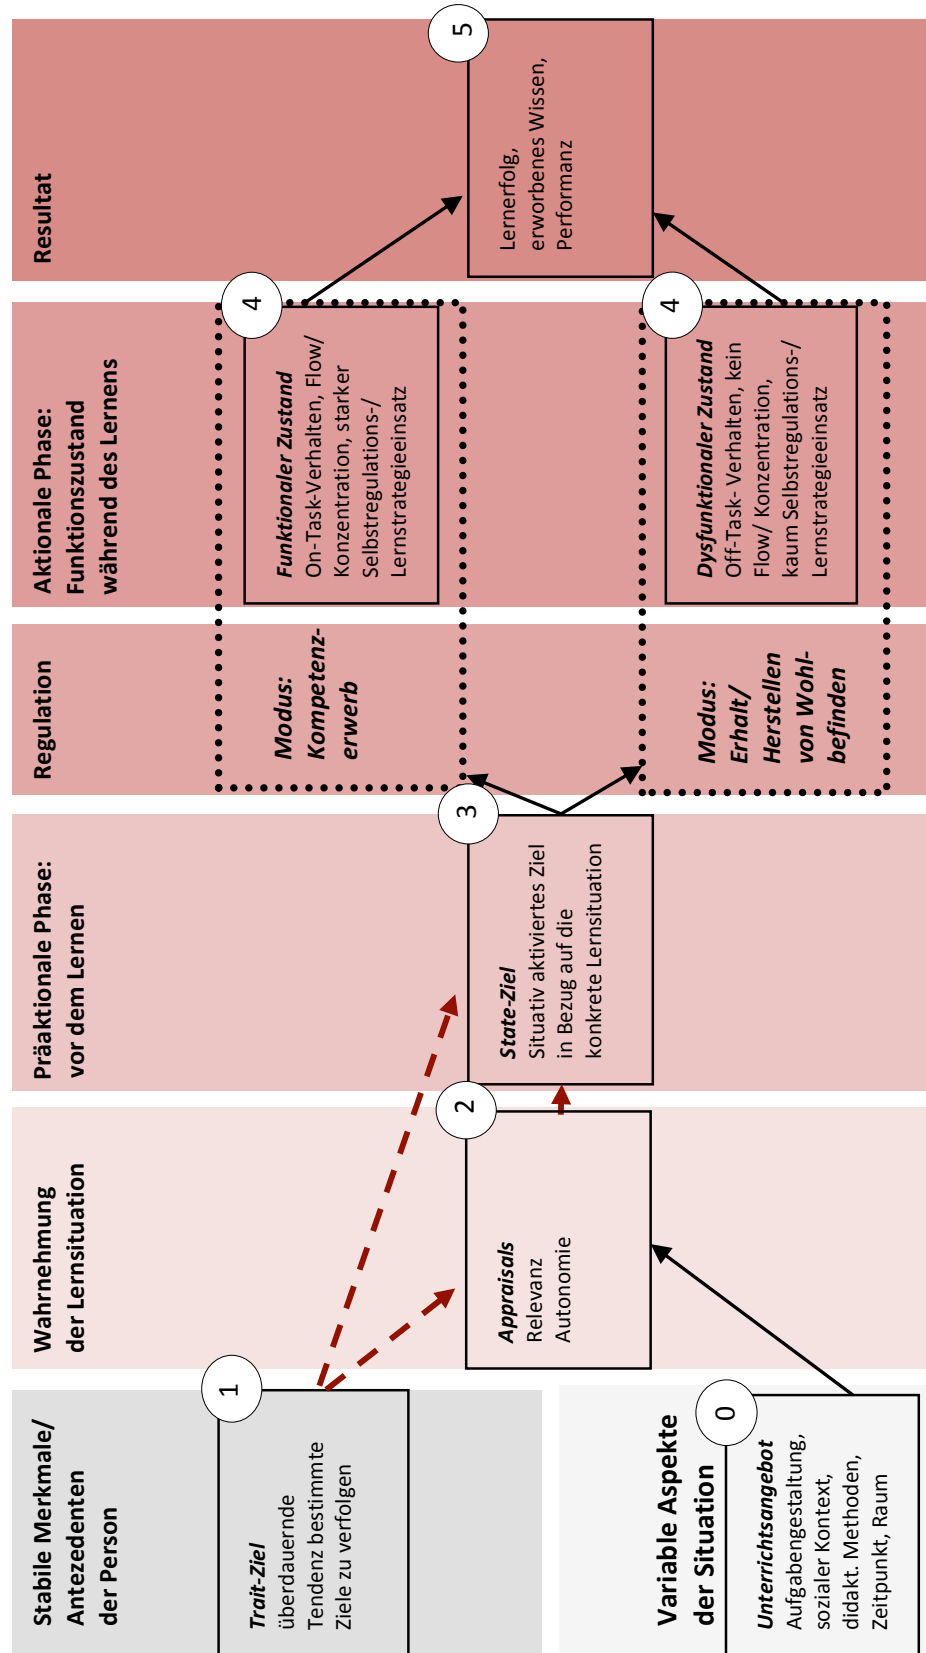 Stabile Merkmale/
Antezedenten
der Person
1
Trait-Ziel
überdauernde
Tendenz bestimmte
Ziele zu verfolgen
Variable Aspekte
der Situation
0
Unterrichtsangebot
Aufgabengestaltung,
sozialer Kontext,
didakt. Methoden,
Zeitpunkt, Raum
Wahrnehmung
der Lernsituation
2
Appraisals
Relevanz
Autonomie
Präaktionale Phase:
vor dem Lernen
3
State-Ziel
Situativ aktiviertes Ziel
in Bezug auf die
konkrete Lernsituation
Regulation
Modus:
Kompetenz-
erwerb
Modus:
Erhalt/
Herstellen
von Wohl-
befinden
Aktionale Phase:
Funktionszustand
während des Lernens
4
Funktionaler Zustand
On-Task-Verhalten, Flow/
Konzentration, starker
Selbstregulations-/
Lernstrategieeinsatz
4
Dysfunktionaler Zustand
Off-Task- Verhalten, kein
Flow/ Konzentration,
kaum Selbstregulations-/
Lernstrategieeinsatz
Resultat
5
Lernerfolg,
erworbenes Wissen,
Performanz